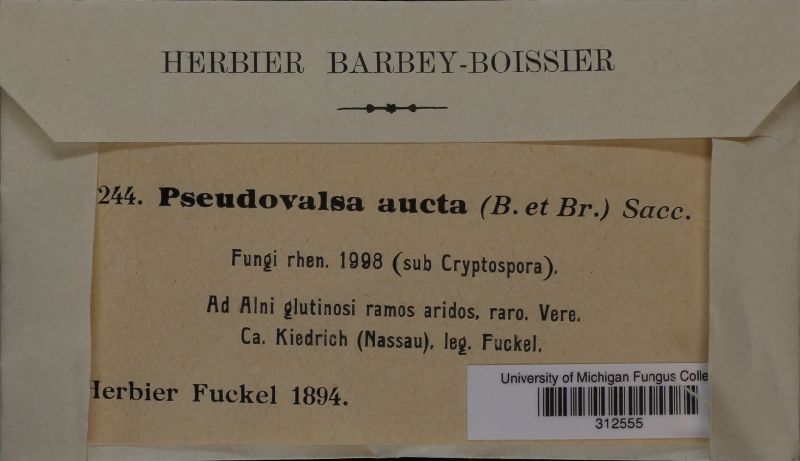 HERBIER BARBEY-BOISSIER
244. Pseudovalsa aucta (B. et Br.) Sacc.
Fungi rhen. 1998 (sub Cryptospora).
Ad Alni glutinosi ramos aridos, raro. Vere.
Ca. Kiedrich (Nassau), leg. Fuckel.
Herbier Fuckel 1894.
University of Michigan Fungus Colle
312555